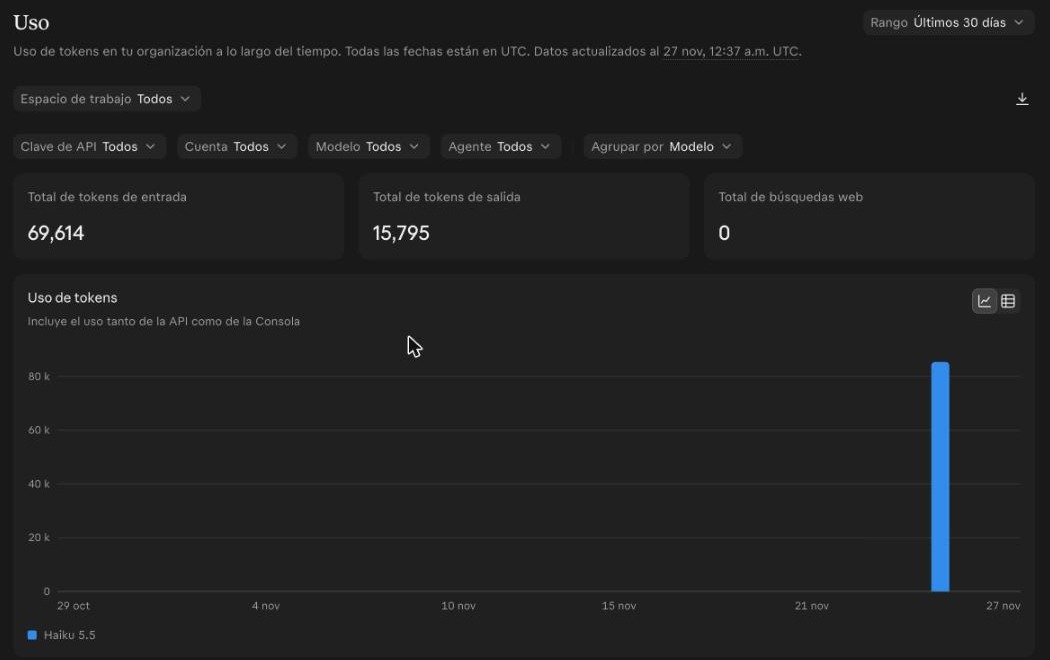 Uso
Rango Últimos 30 días
Uso de tokens en tu organización a lo largo del tiempo. Todas las fechas están en UTC. Datos actualizados al 27 nov, 12:37 a.m. UTC.
Espacio de trabajo Todos
Clave de API Todos Cuenta Todos Modelo Todos Agente Todos Agrupar por Modelo
Total de tokens de entrada Total de tokens de salida Total de búsquedas web
69,614 15,795 0
Uso de tokens
Incluye el uso tanto de la API como de la Consola
80 k
60 k
40 k
20 k
0
29 oct 4 nov 10 nov 15 nov 21 nov 27 nov
Haiku 5.5